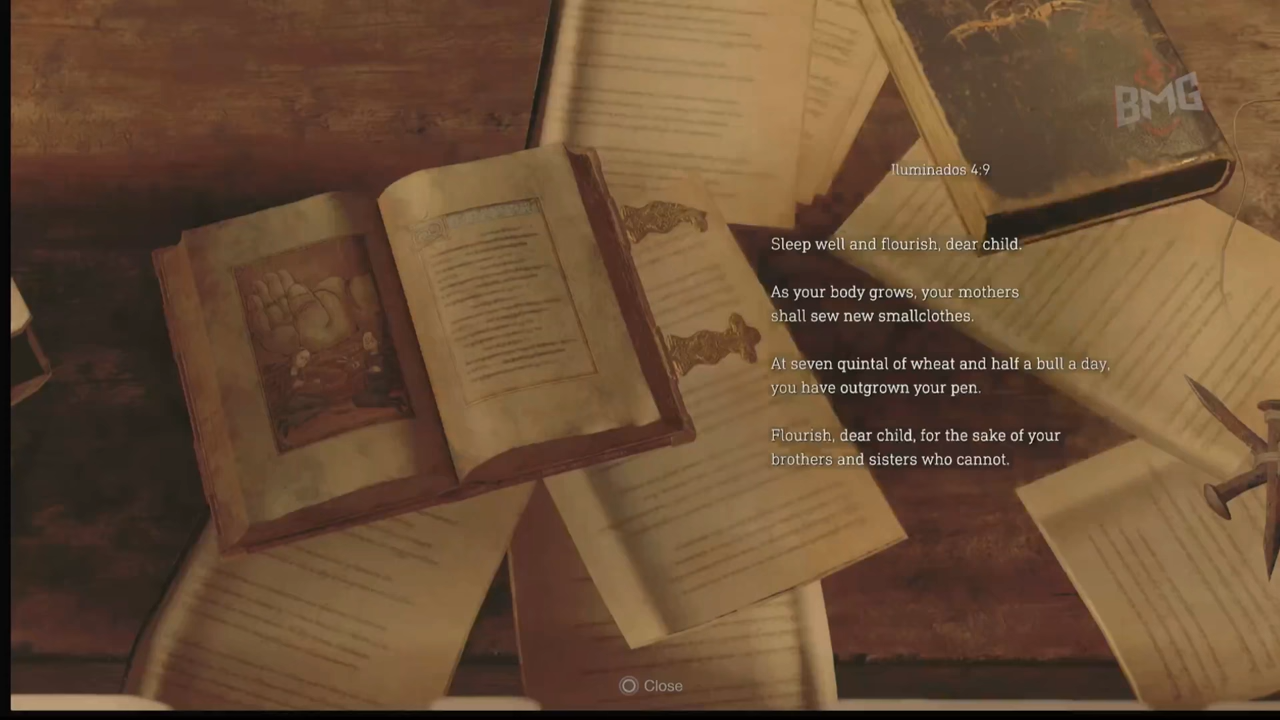 BMG
Iluminados 4:9
Sleep well and flourish, dear child.
As your body grows, your mothers
shall sew new smallclothes.
At seven quintal of wheat and half a bull a day,
you have outgrown your pen.
Flourish, dear child, for the sake of your
brothers and sisters who cannot.
Close